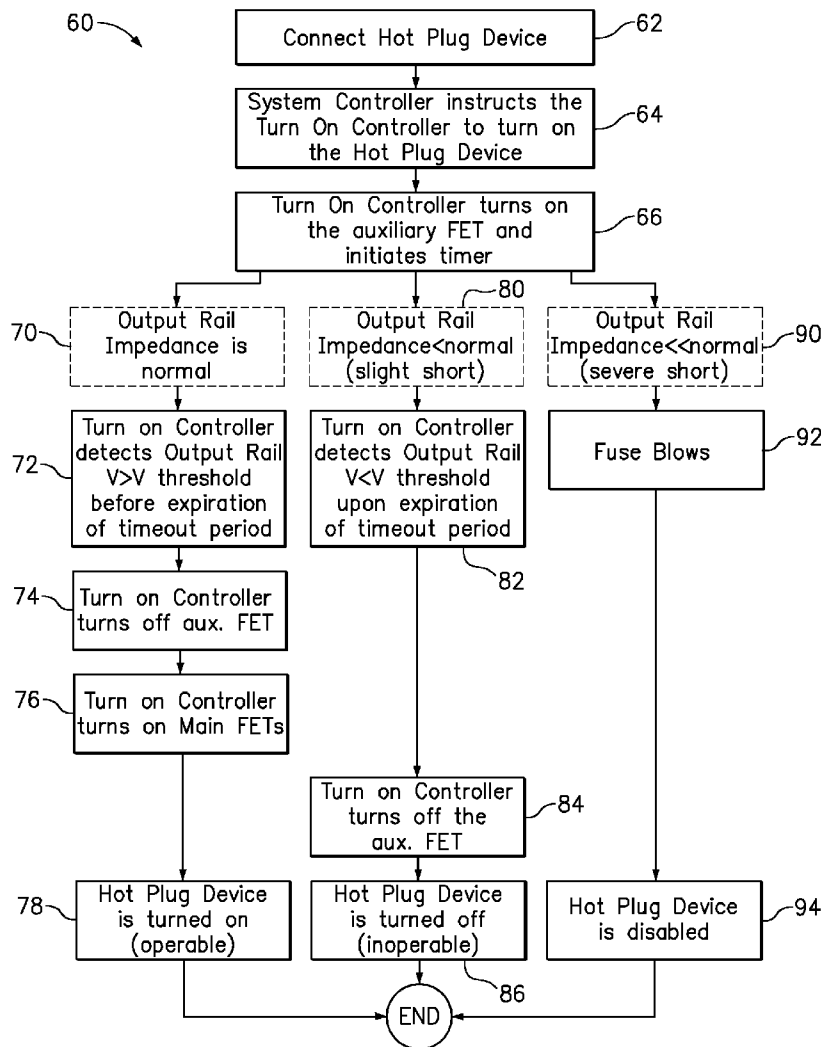 60
Connect Hot Plug Device
62
System Controller instructs the
Turn On Controller to turn on
the Hot Plug Device
64
Turn On Controller turns on
the auxiliary FET and
initiates timer
66
70
Output Rail
Impedance is
normal
80
Output Rail
Impedance<normal
(slight short)
Output Rail
Impedance<<normal
(severe short)
90
72
Turn on Controller
detects Output Rail
V>V threshold
before expiration
of timeout period
Turn on Controller
detects Output Rail
V<V threshold
upon expiration
of timeout period
82
Fuse Blows
92
74
Turn on Controller
turns off aux. FET
76
Turn on Controller
turns on Main FETs
Turn on Controller
turns off the
aux. FET
84
78
Hot Plug Device
is turned on
(operable)
Hot Plug Device
is turned off
(inoperable)
86
Hot Plug Device
is disabled
94
END